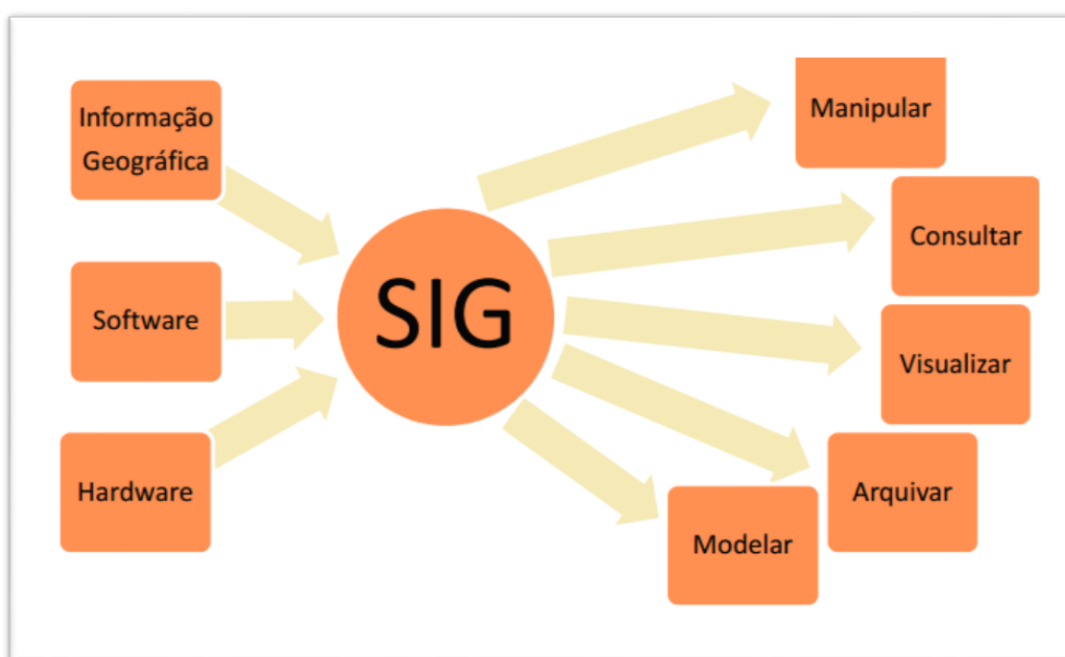 Informação
Geográfica
Software
Hardware
SIG
Manipular
Consultar
Visualizar
Arquivar
Modelar